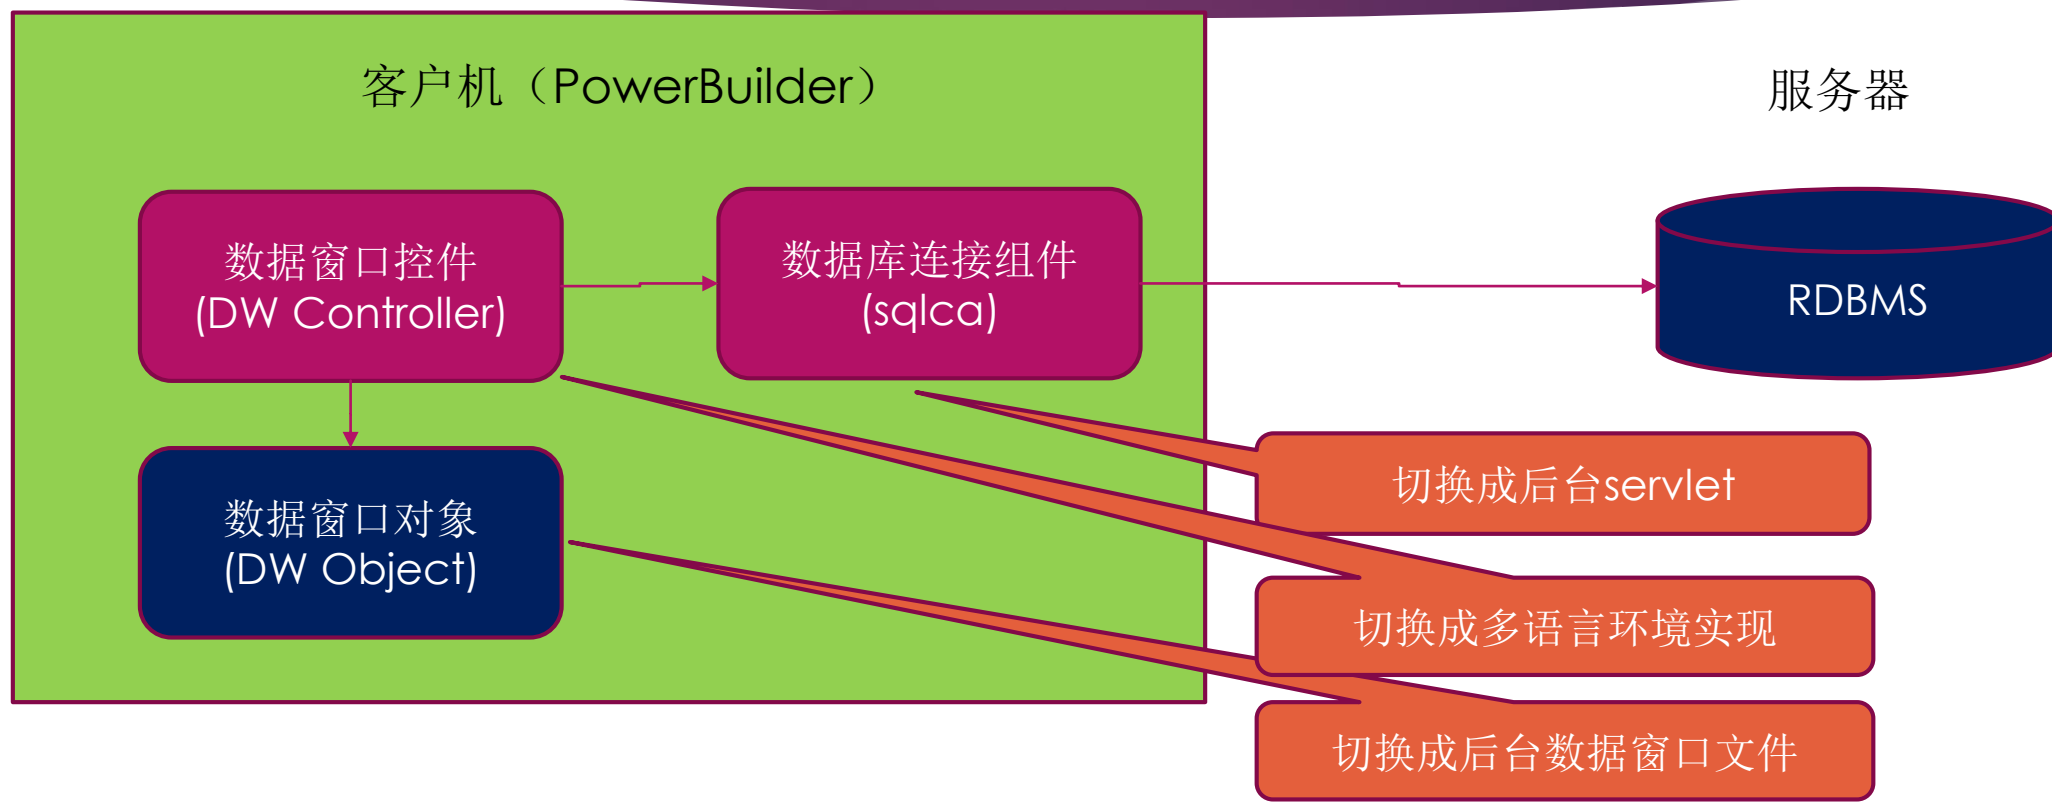 客户机（PowerBuilder）
服务器
数据窗口控件
(DW Controller)
数据库连接组件
(sqlca)
RDBMS
数据窗口对象
(DW Object)
切换成后台servlet
切换成多语言环境实现
切换成后台数据窗口文件